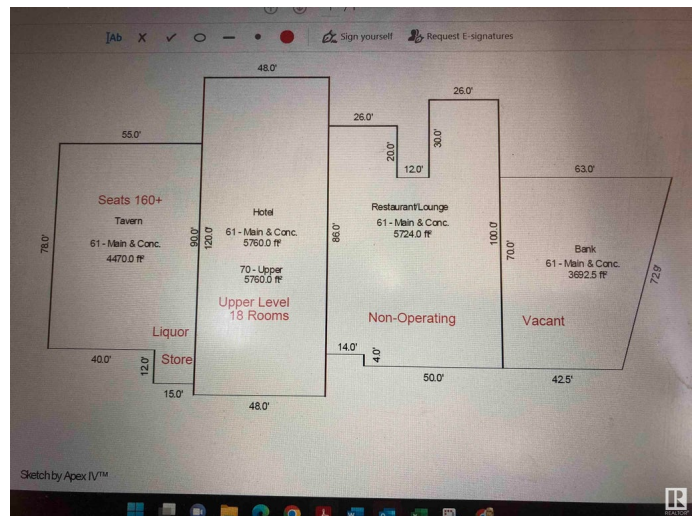 Ab
Sign yourself
Request E-signatures
48.0'
26.0'
26.0'
55.0'
20.0'
30.0'
12.0'
63.0'
Seats 160+
Tavern
61 - Main & Conc.
4470.0 ft²
Hotel
61 - Main & Conc.
5760.0 ft²
70 - Upper
5760.0 ft²
Restaurant/Lounge
61 - Main & Conc.
5724.0 ft²
Bank
61 - Main & Conc.
3692.5 ft²
78.0'
90.0'
120.0'
86.0'
100.0'
70.0'
72.9'
Upper Level
18 Rooms
Non-Operating
Vacant
Liquor
Store
40.0'
12.0'
15.0'
48.0'
14.0'
4.0'
50.0'
42.5'
Sketch by Apex IV™
R
REALTOR®